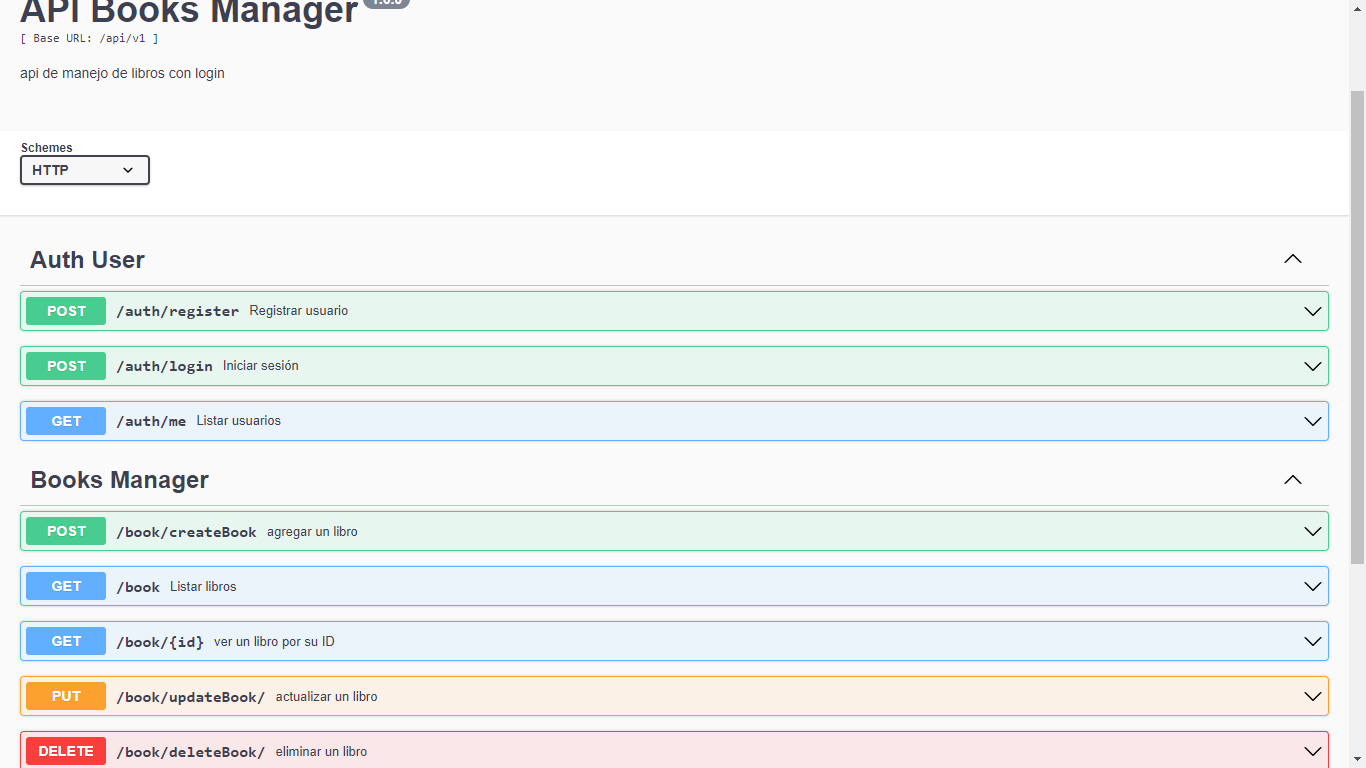 API Books Manager 1.0.0
[ Base URL: /api/v1 ]
api de manejo de libros con login
Schemes
HTTP
Auth User
POST /auth/register Registrar usuario
POST /auth/login Iniciar sesión
GET /auth/me Listar usuarios
Books Manager
POST /book/createBook agregar un libro
GET /book Listar libros
GET /book/{id} ver un libro por su ID
PUT /book/updateBook/ actualizar un libro
DELETE /book/deleteBook/ eliminar un libro